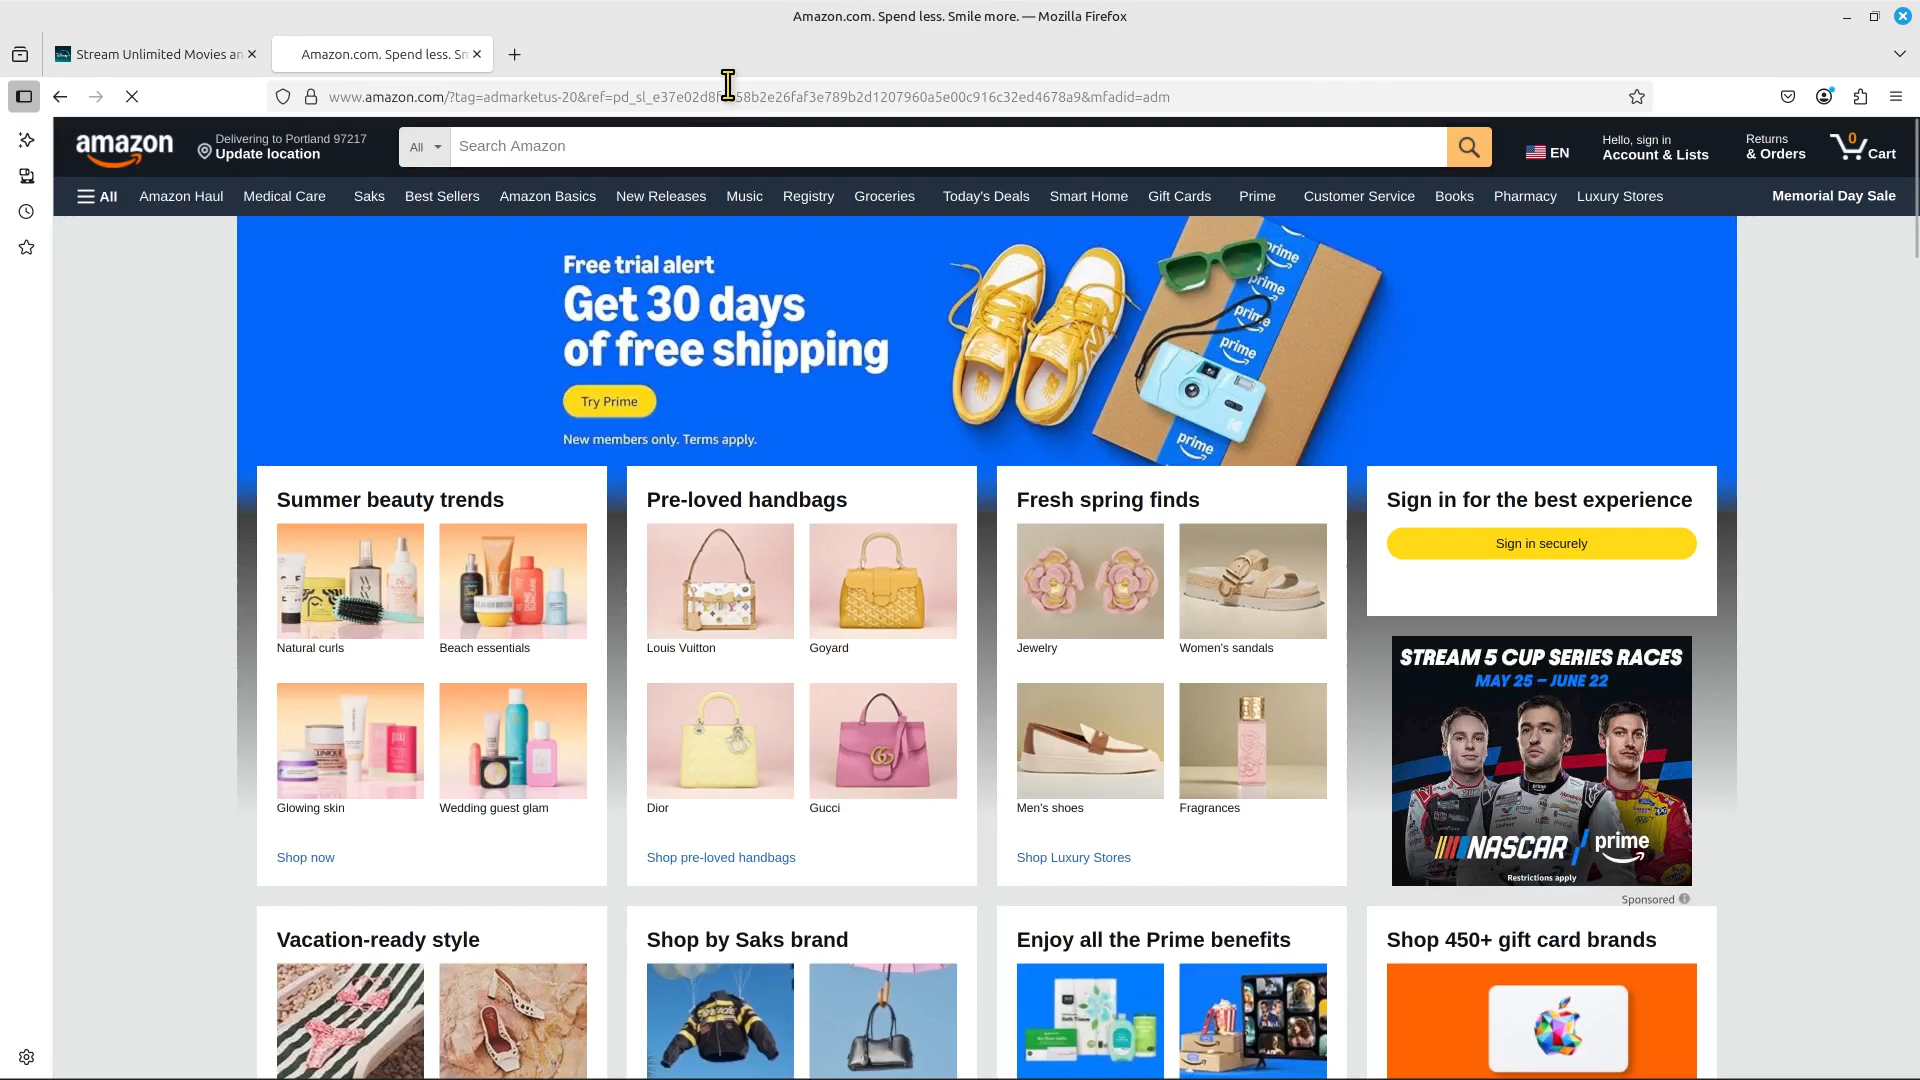 Amazon.com. Spend less. Smile more. — Mozilla Firefox
Stream Unlimited Movies an
Amazon.com. Spend less. Sm
www.amazon.com/?tag=admarketus-20&ref=pd_sl_
58b2e26faf3e789b2d1207960a5e00c916c32ed4678a9&mfadid=adm
amazon
Delivering to Portland 97217
Update location
All
Search Amazon
EN
Hello, sign in
Account & Lists
Returns
& Orders
0
Cart
All Amazon Haul Medical Care Saks Best Sellers Amazon Basics New Releases Music Registry Groceries Today's Deals Smart Home Gift Cards Prime Customer Service Books Pharmacy Luxury Stores Memorial Day Sale
Free trial alert
Get 30 days
of free shipping
Try Prime
New members only. Terms apply.
prime
prime
prime
prime
prime
Summer beauty trends
Natural curls
Beach essentials
Glowing skin
Wedding guest glam
Shop now
Pre-loved handbags
Louis Vuitton
Goyard
Dior
Gucci
Shop pre-loved handbags
Fresh spring finds
Jewelry
Women's sandals
Men's shoes
Fragrances
Shop Luxury Stores
Sign in for the best experience
Sign in securely
STREAM 5 CUP SERIES RACES
MAY 25 – JUNE 22
NASCAR / prime
Restrictions apply
Sponsored
Vacation-ready style
Shop by Saks brand
Enjoy all the Prime benefits
Shop 450+ gift card brands